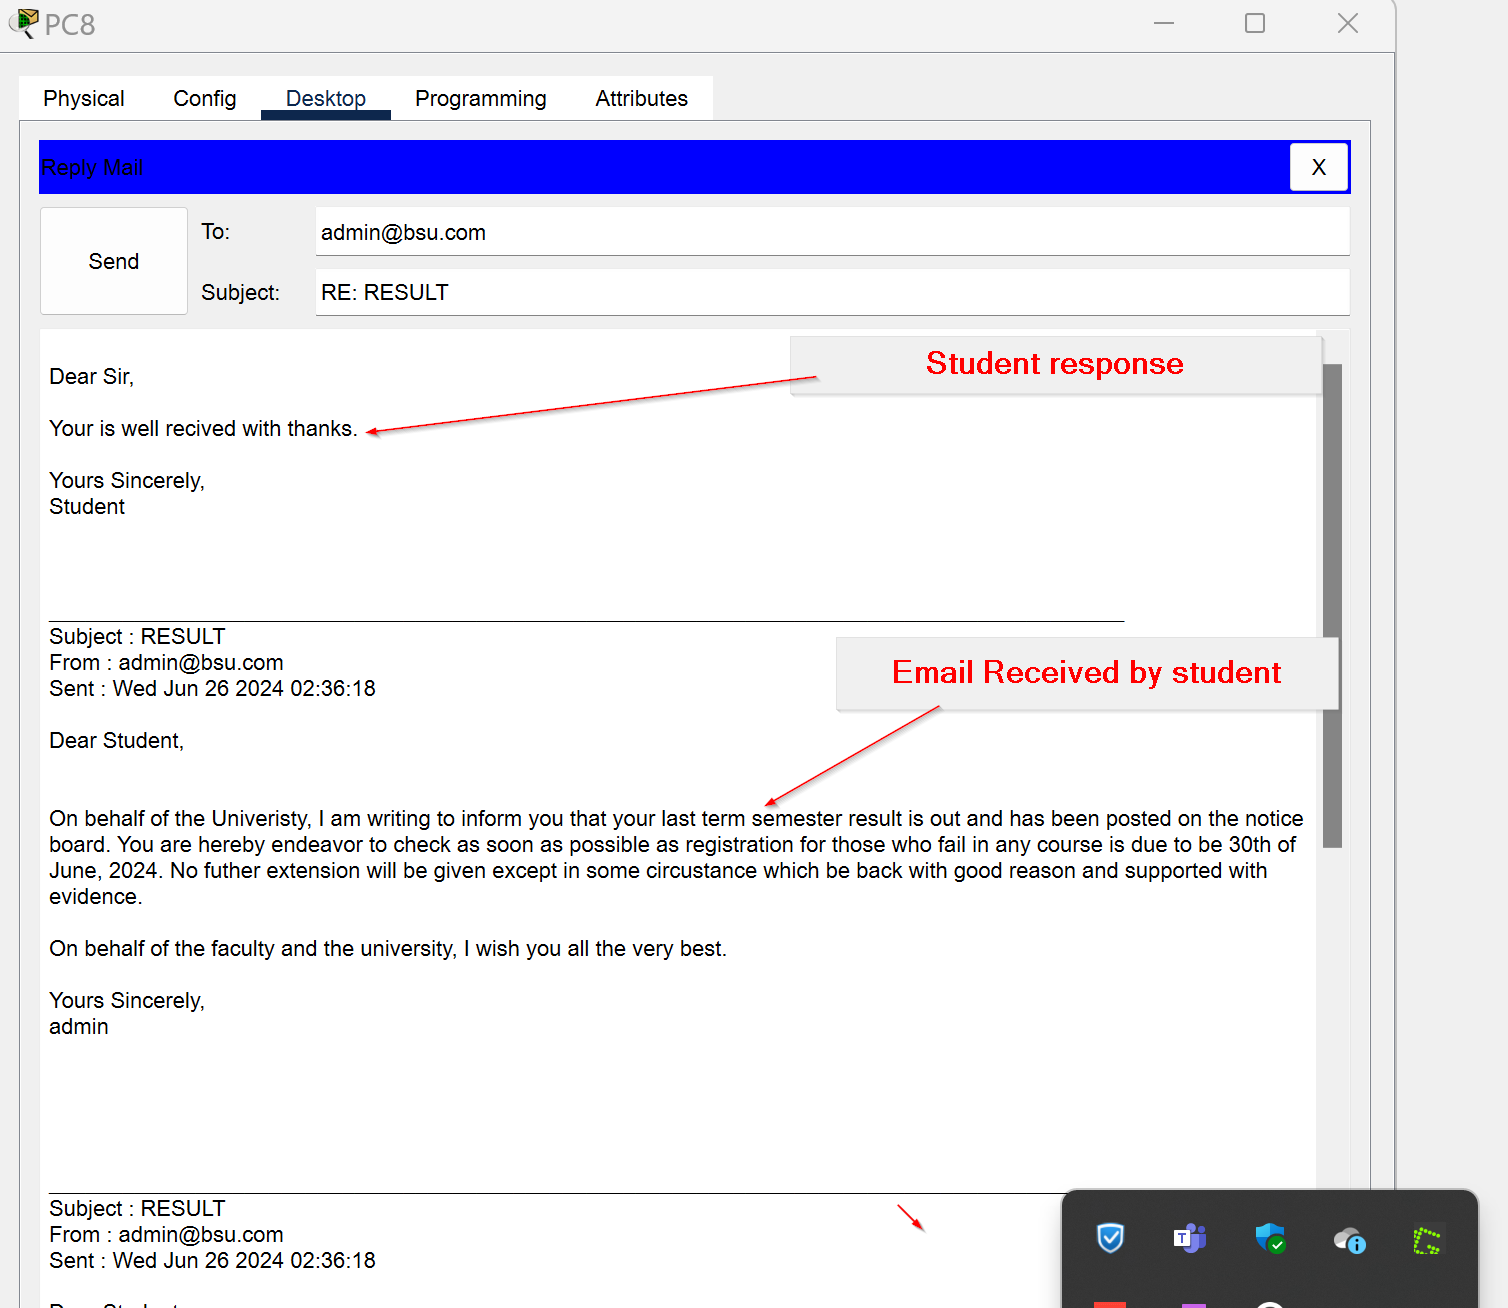 PC8
Physical Config Desktop Programming Attributes
Reply Mail X
Send
To: admin@bsu.com
Subject: RE: RESULT
Student response
Dear Sir,
Your is well recived with thanks.
Yours Sincerely,
Student
Subject : RESULT
From : admin@bsu.com
Sent : Wed Jun 26 2024 02:36:18
Email Received by student
Dear Student,
On behalf of the Univeristy, I am writing to inform you that your last term semester result is out and has been posted on the notice
board. You are hereby endeavor to check as soon as possible as registration for those who fail in any course is due to be 30th of
June, 2024. No futher extension will be given except in some circustance which be back with good reason and supported with
evidence.
On behalf of the faculty and the university, I wish you all the very best.
Yours Sincerely,
admin
Subject : RESULT
From : admin@bsu.com
Sent : Wed Jun 26 2024 02:36:18